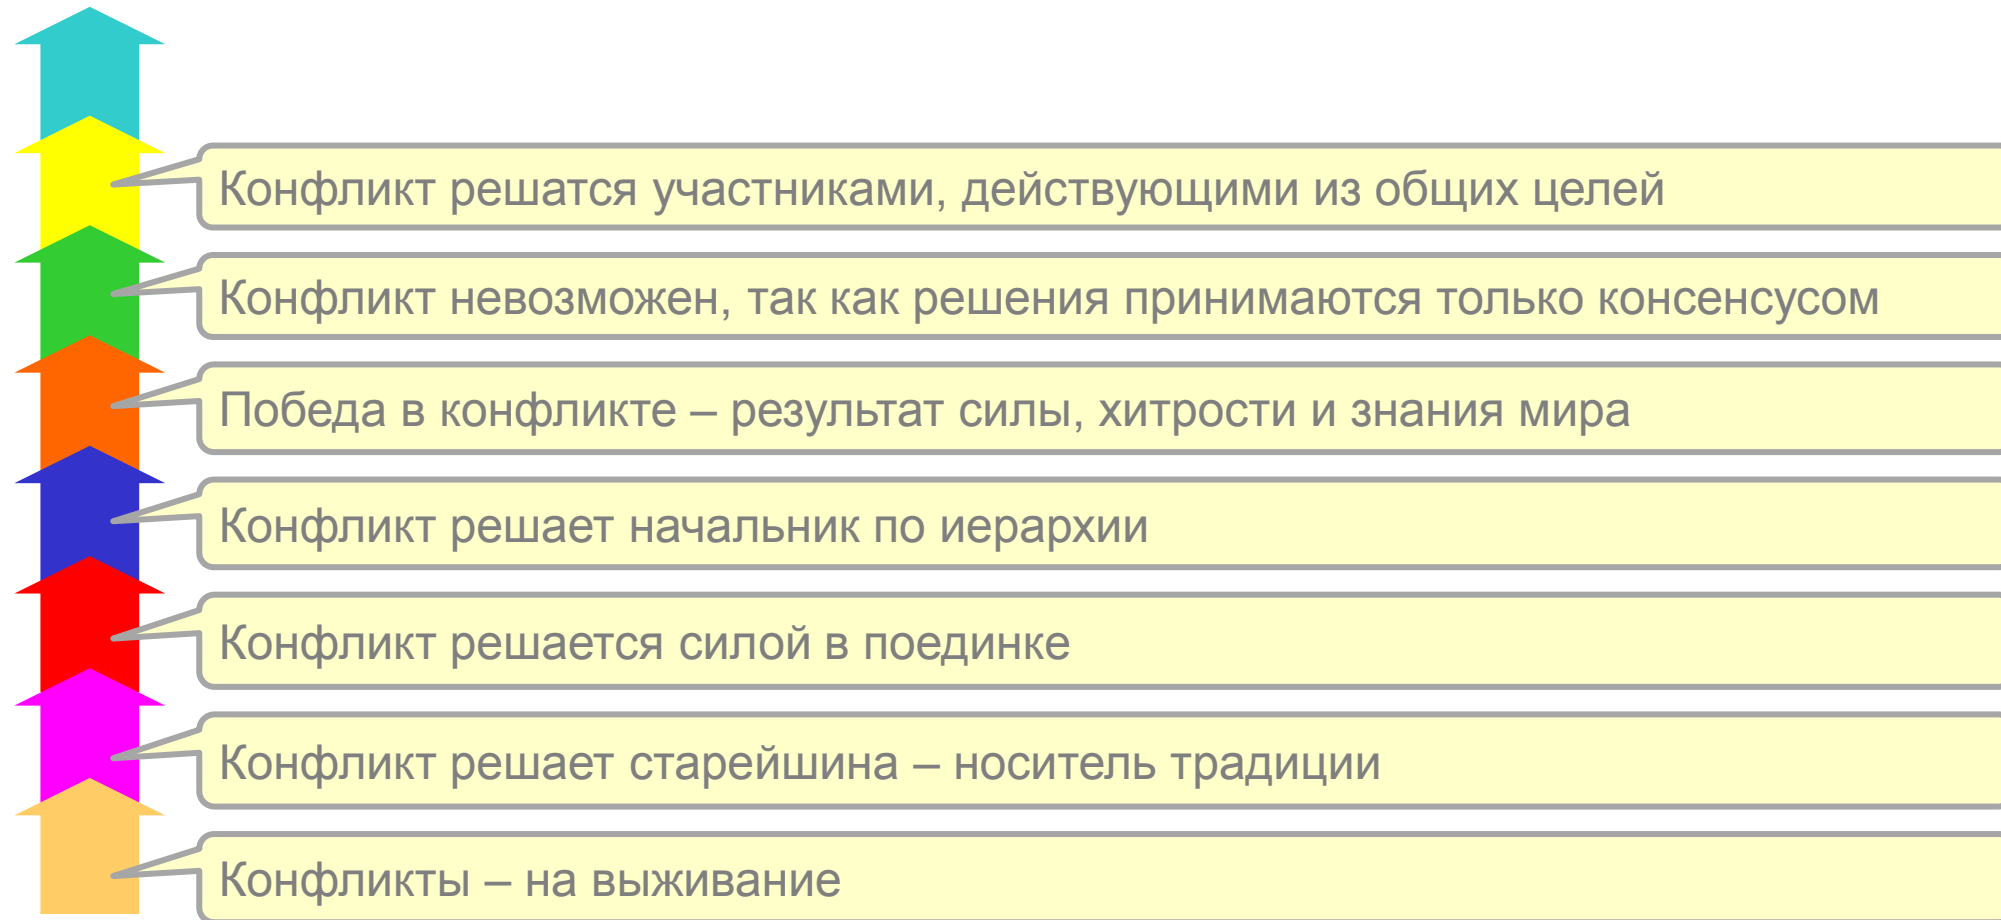 Конфликт решатся участниками, действующими из общих целей
Конфликт невозможен, так как решения принимаются только консенсусом
Победа в конфликте – результат силы, хитрости и знания мира
Конфликт решает начальник по иерархии
Конфликт решается силой в поединке
Конфликт решает старейшина – носитель традиции
Конфликты – на выживание